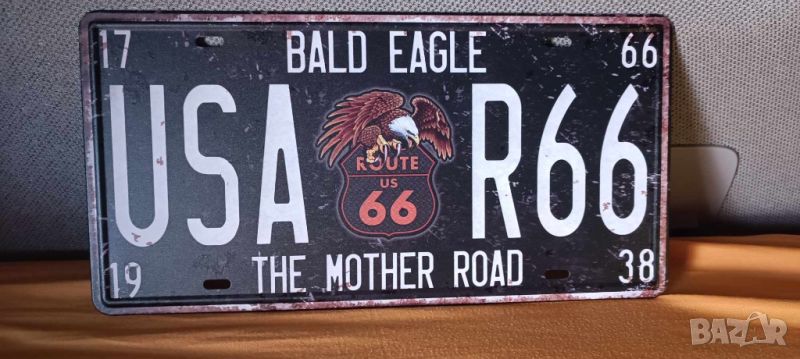 17 BALD EAGLE 66
USA R66
ROUTE
US
66
19 THE MOTHER ROAD 38
BAZAR